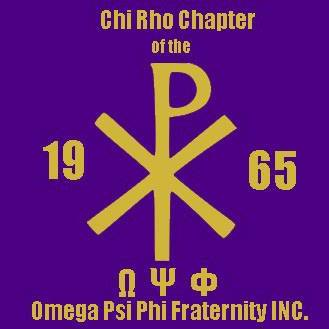 Chi Rho Chapter
of the
19 65
Ω Ψ Φ
Omega Psi Phi Fraternity INC.